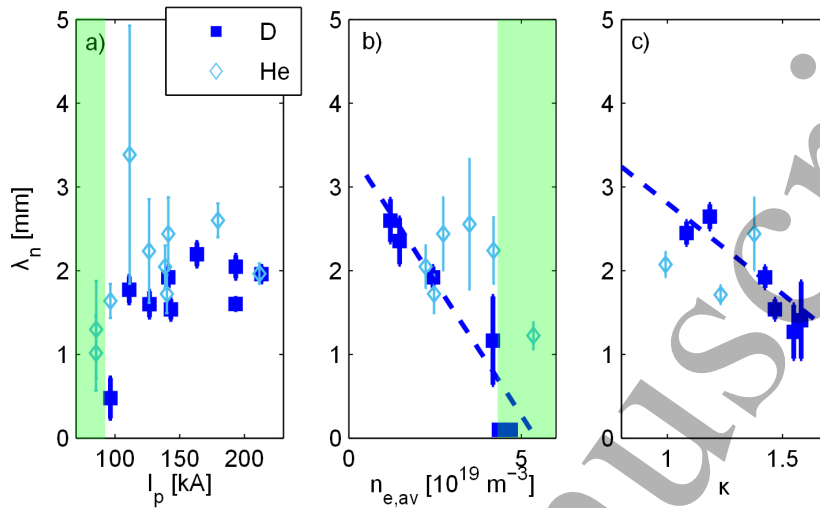 a) b) c)
D
He
5 5 5
4 4 4
3 3 3
2 2 2
1 1 1
0 0 0
λn [mm]
100 150 200 0 5 1 1.5
Ip [kA] ne,av [10^19 m^-3] κ
uscri